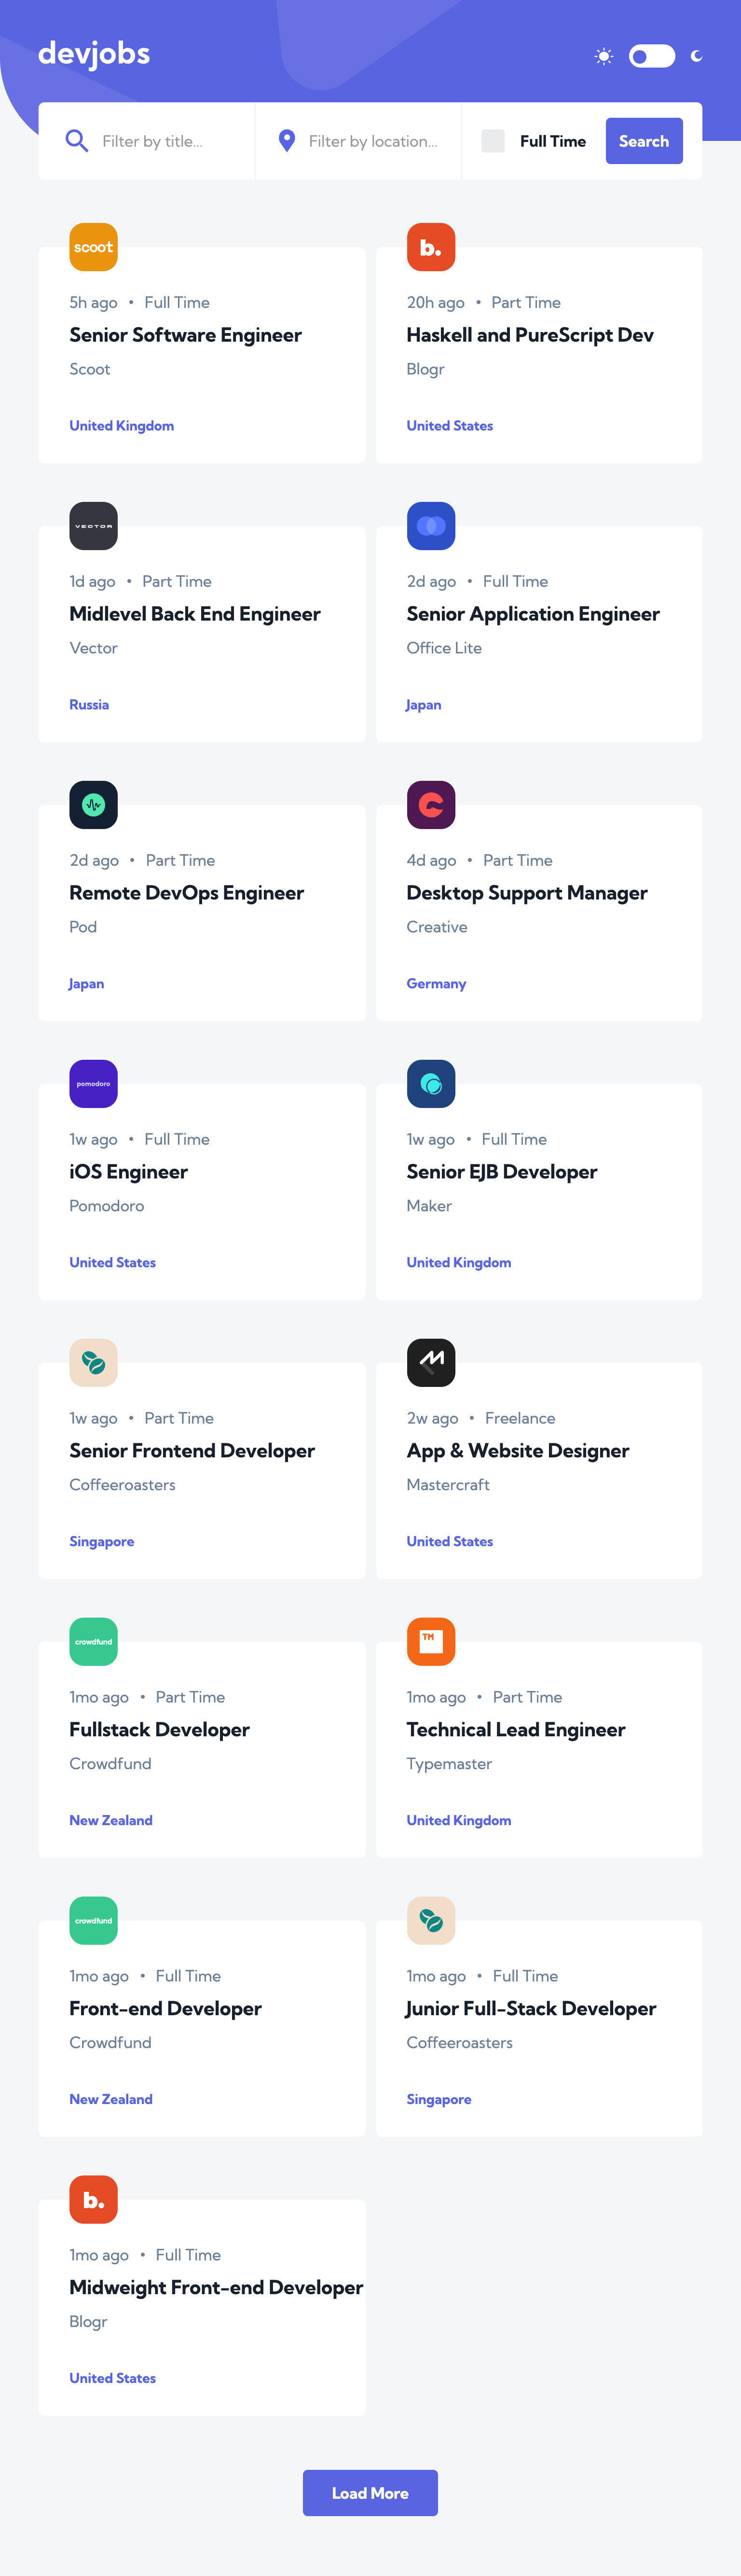 devjobs
Filter by title...
Filter by location...
Full Time
Search
scoot
5h ago • Full Time
Senior Software Engineer
Scoot
United Kingdom
b.
20h ago • Part Time
Haskell and PureScript Dev
Blogr
United States
VECTOR
1d ago • Part Time
Midlevel Back End Engineer
Vector
Russia
2d ago • Full Time
Senior Application Engineer
Office Lite
Japan
2d ago • Part Time
Remote DevOps Engineer
Pod
Japan
4d ago • Part Time
Desktop Support Manager
Creative
Germany
pomodoro
1w ago • Full Time
iOS Engineer
Pomodoro
United States
1w ago • Full Time
Senior EJB Developer
Maker
United Kingdom
1w ago • Part Time
Senior Frontend Developer
Coffeeroasters
Singapore
2w ago • Freelance
App & Website Designer
Mastercraft
United States
crowdfund
1mo ago • Part Time
Fullstack Developer
Crowdfund
New Zealand
TM
1mo ago • Part Time
Technical Lead Engineer
Typemaster
United Kingdom
crowdfund
1mo ago • Full Time
Front-end Developer
Crowdfund
New Zealand
1mo ago • Full Time
Junior Full-Stack Developer
Coffeeroasters
Singapore
b.
1mo ago • Full Time
Midweight Front-end Developer
Blogr
United States
Load More